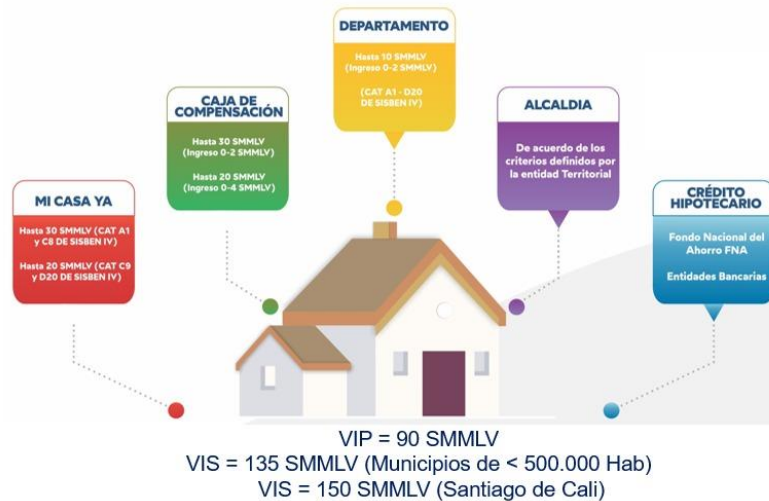 MI CASA YA
Hasta 30 SMMLV (CAT A1
y C8 DE SISBEN IV)
Hasta 20 SMMLV (CAT C9
y D20 DE SISBEN IV)
CAJA DE
COMPENSACIÓN
Hasta 30 SMMLV
(Ingreso 0-2 SMMLV)
Hasta 20 SMMLV
(Ingreso 0-4 SMMLV)
DEPARTAMENTO
Hasta 10 SMMLV
(Ingreso 0-2 SMMLV)
(CAT A1 - D20
DE SISBEN IV)
ALCALDIA
De acuerdo de los
criterios definidos por
la entidad Territorial
CRÉDITO
HIPOTECARIO
Fondo Nacional del
Ahorro FNA
Entidades Bancarias
VIP = 90 SMMLV
VIS = 135 SMMLV (Municipios de < 500.000 Hab)
VIS = 150 SMMLV (Santiago de Cali)